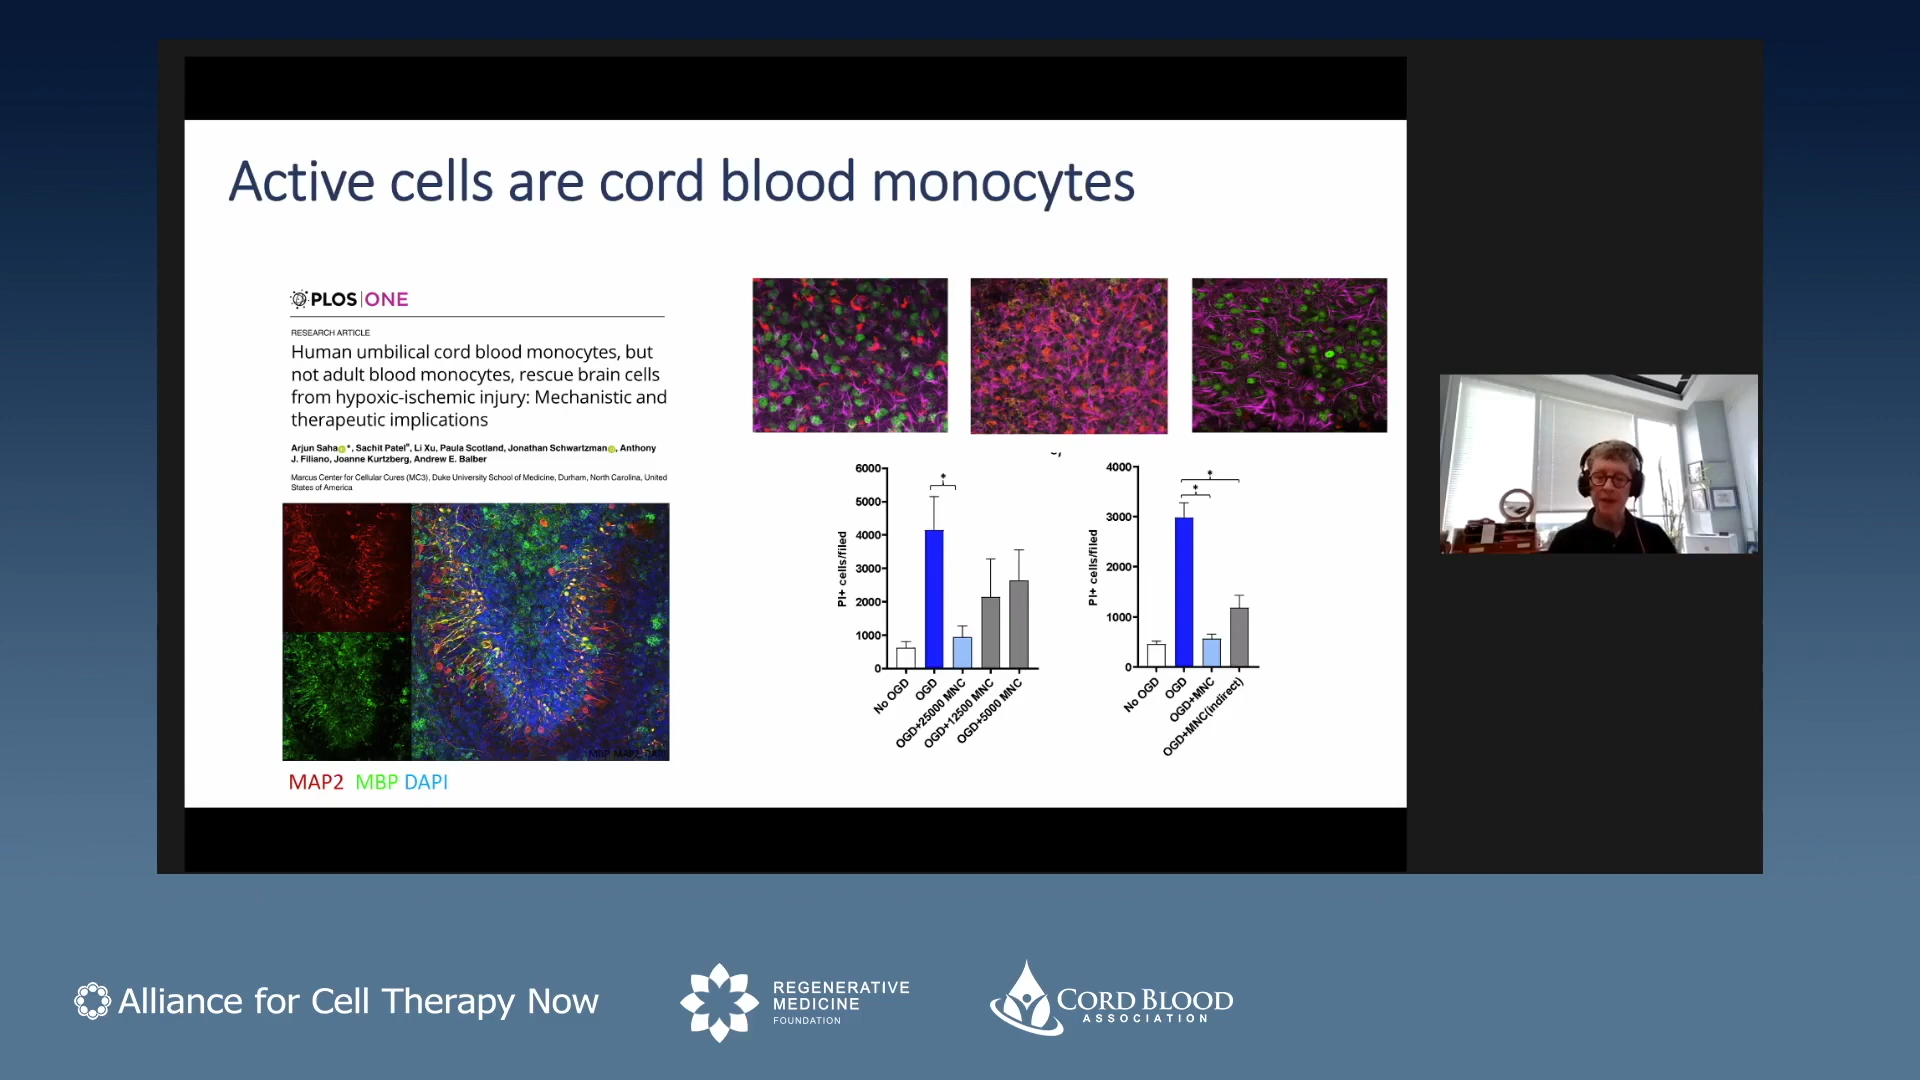 Active cells are cord blood monocytes
PLOS ONE
RESEARCH ARTICLE
Human umbilical cord blood monocytes, but
not adult blood monocytes, rescue brain cells
from hypoxic-ischemic injury: Mechanistic and
therapeutic implications
Arjun Saha*, Sachit Patel¤, Li Xu, Paula Scotland, Jonathan Schwartzman, Anthony
J. Filiano, Joanne Kurtzberg, Andrew E. Balber
Marcus Center for Cellular Cures (MC3), Duke University School of Medicine, Durham, North Carolina, United
States of America
MBP MAP2 DAPI
MAP2 MBP DAPI
PI+ cells/filed
6000
5000
4000
3000
2000
1000
0
*
No OGD
OGD
OGD+25000 MNC
OGD+12500 MNC
OGD+5000 MNC
PI+ cells/filed
4000
3000
2000
1000
0
*
*
No OGD
OGD
OGD+MNC
OGD+MNC(indirect)
Alliance for Cell Therapy Now
REGENERATIVE
MEDICINE
FOUNDATION
CORD BLOOD
ASSOCIATION